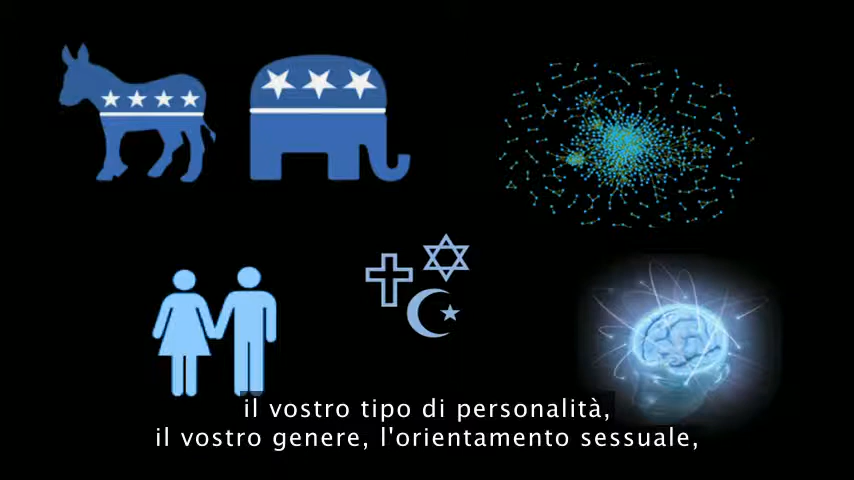 il vostro tipo di personalità,
il vostro genere, l'orientamento sessuale,